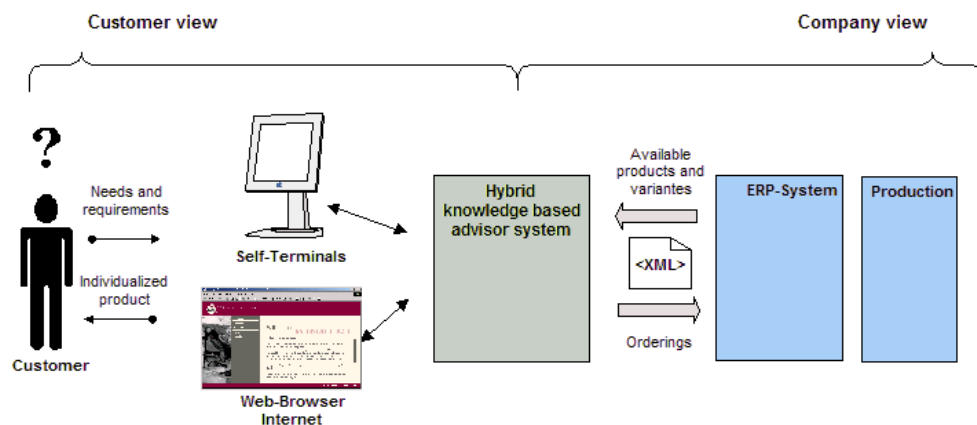 Customer view
Company view
?
Needs and
requirements
Individualized
product
Customer
Self-Terminals
Web-Browser
Internet
Hybrid
knowledge based
advisor system
Available
products and
variantes
<XML>
Orderings
ERP-System
Production